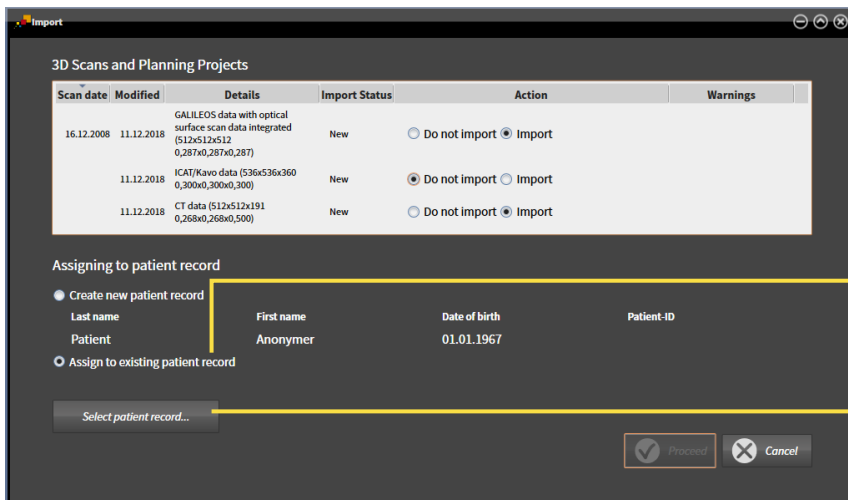 Import
3D Scans and Planning Projects
Scan date Modified Details Import Status Action Warnings
GALILEOS data with optical
surface scan data integrated
16.12.2008 11.12.2018 (512x512x512 New Do not import Import
0,287x0,287x0,287)
ICAT/Kavo data (536x536x360
11.12.2018 0,300x0,300x0,300) New Do not import Import
CT data (512x512x191
11.12.2018 0,268x0,268x0,500) New Do not import Import
Assigning to patient record
Create new patient record
Last name First name Date of birth Patient-ID
Patient Anonymer 01.01.1967
Assign to existing patient record
Select patient record...
Proceed Cancel